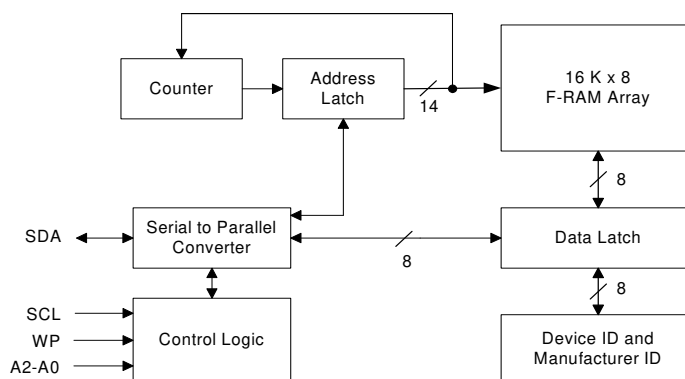 Counter
Address
Latch
14
16 K x 8
F-RAM Array
8
SDA
Serial to Parallel
Converter
8
Data Latch
8
SCL
WP
A2-A0
Control Logic
Device ID and
Manufacturer ID